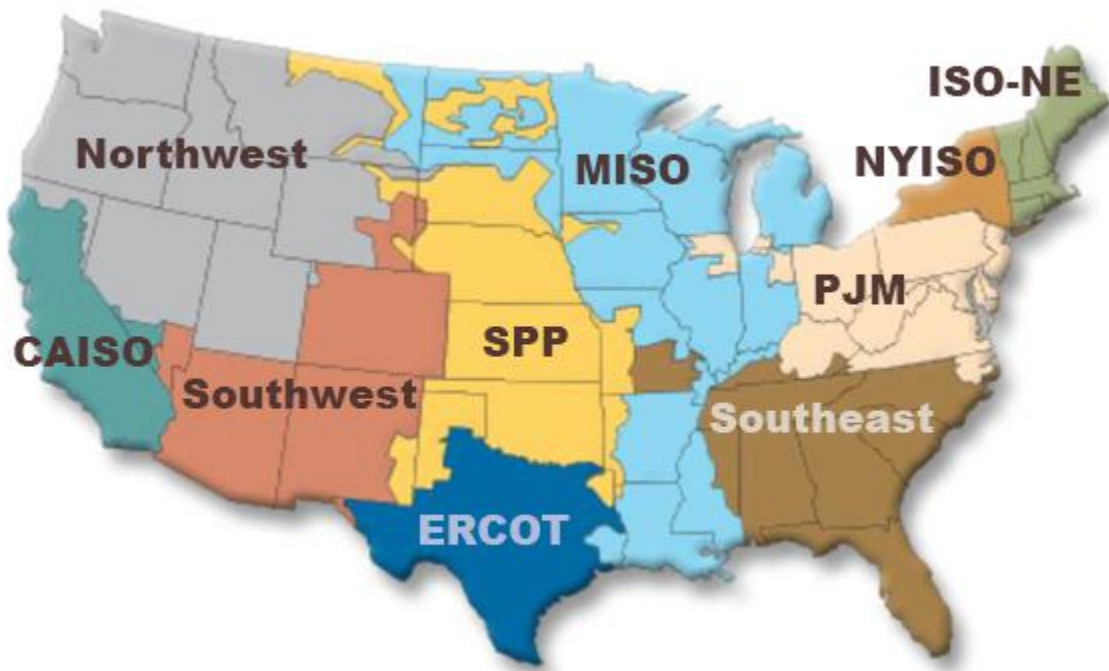 ISO-NE
Northwest
MISO
NYISO
PJM
CAISO
SPP
Southwest
Southeast
ERCOT